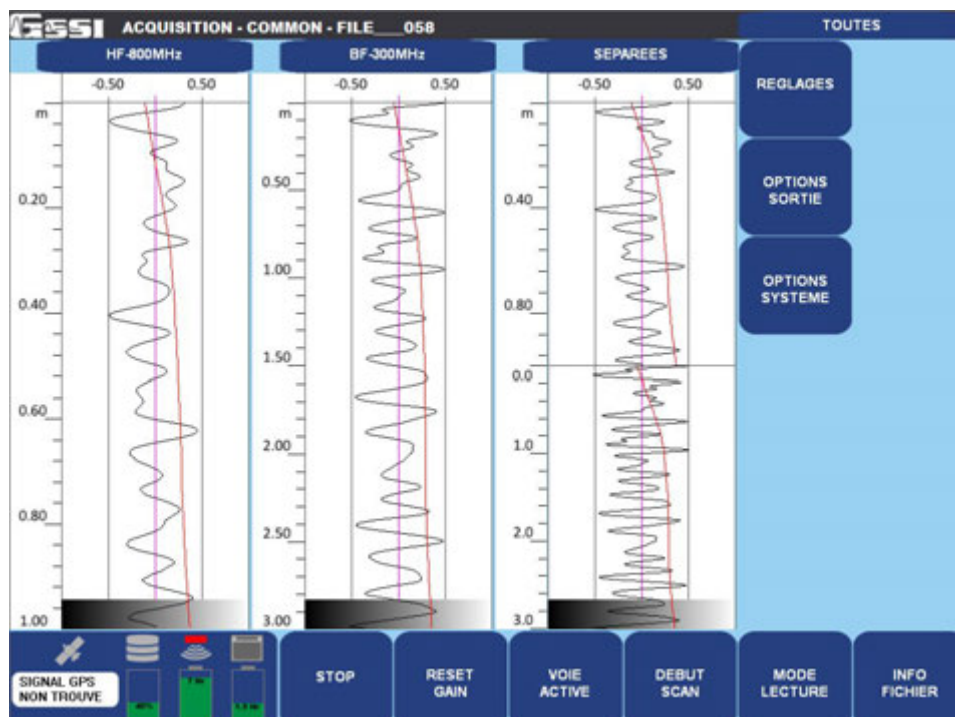 GSSI ACQUISITION - COMMON - FILE___058 TOUTES
HF-800MHz BF-300MHz SEPAREES
-0.50 0.50 -0.50 0.50 -0.50 0.50
m m m
0.20 0.50 0.40
0.40 1.00 0.80
0.60 1.50 0.0
0.80 2.00 1.0
1.00 2.50 2.0
3.00 3.0
REGLAGES
OPTIONS
SORTIE
OPTIONS
SYSTEME
SIGNAL GPS
NON TROUVE
STOP
RESET
GAIN
VOIE
ACTIVE
DEBUT
SCAN
MODE
LECTURE
INFO
FICHIER